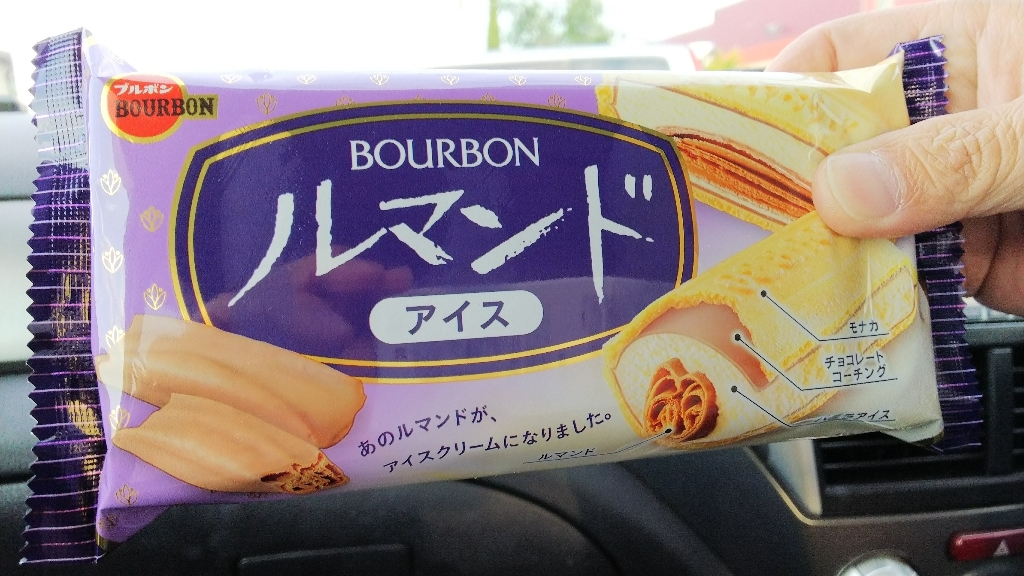 ブルボン
BOURBON
BOURBON
ルマンド
アイス
あのルマンドが、
アイスクリームになりました。
モナカ
チョコレート
コーチング
ルマンド